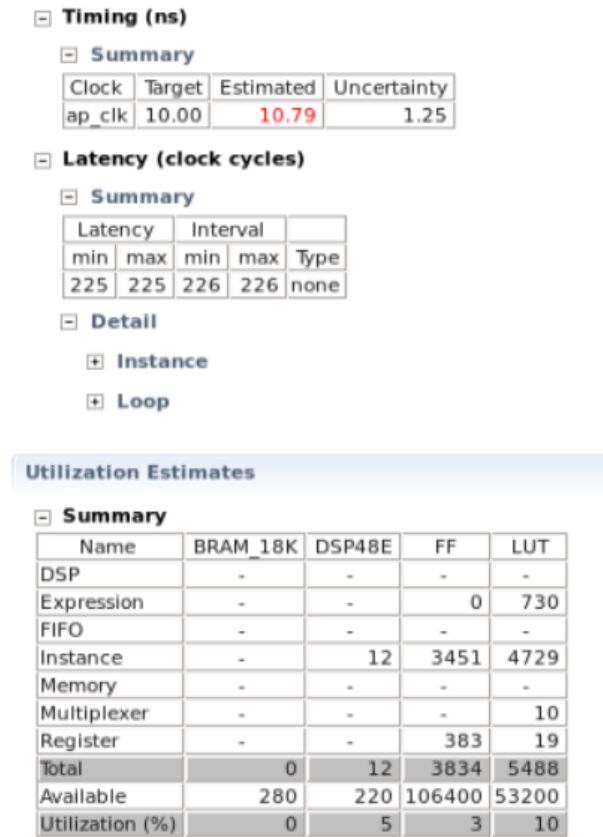 Timing (ns)
Summary
Clock Target Estimated Uncertainty
ap_clk 10.00 10.79 1.25
Latency (clock cycles)
Summary
Latency Interval
min max min max Type
225 225 226 226 none
Detail
Instance
Loop
Utilization Estimates
Summary
Name BRAM_18K DSP48E FF LUT
DSP - - - -
Expression - - 0 730
FIFO - - - -
Instance - 12 3451 4729
Memory - - - -
Multiplexer - - - 10
Register - - 383 19
Total 0 12 3834 5488
Available 280 220 106400 53200
Utilization (%) 0 5 3 10